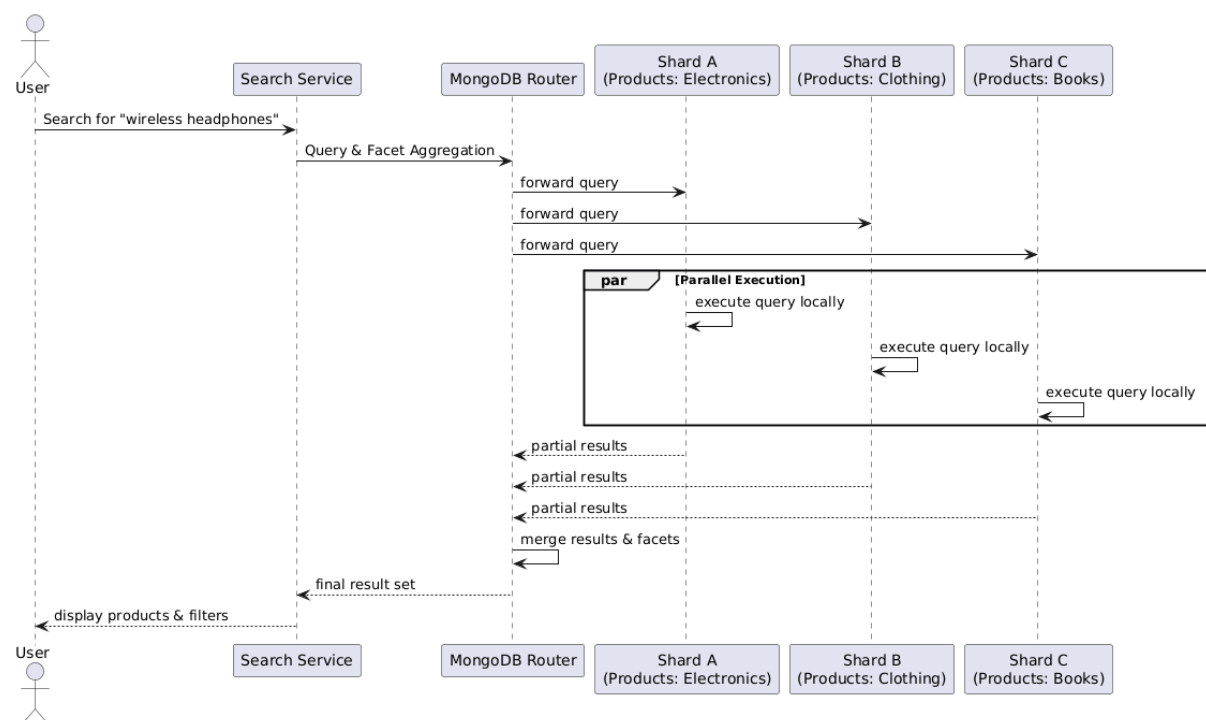 User
Search Service
MongoDB Router
Shard A
(Products: Electronics)
Shard B
(Products: Clothing)
Shard C
(Products: Books)
Search for "wireless headphones"
Query & Facet Aggregation
forward query
forward query
forward query
par
[Parallel Execution]
execute query locally
execute query locally
execute query locally
partial results
partial results
partial results
merge results & facets
final result set
display products & filters
User
Search Service
MongoDB Router
Shard A
(Products: Electronics)
Shard B
(Products: Clothing)
Shard C
(Products: Books)